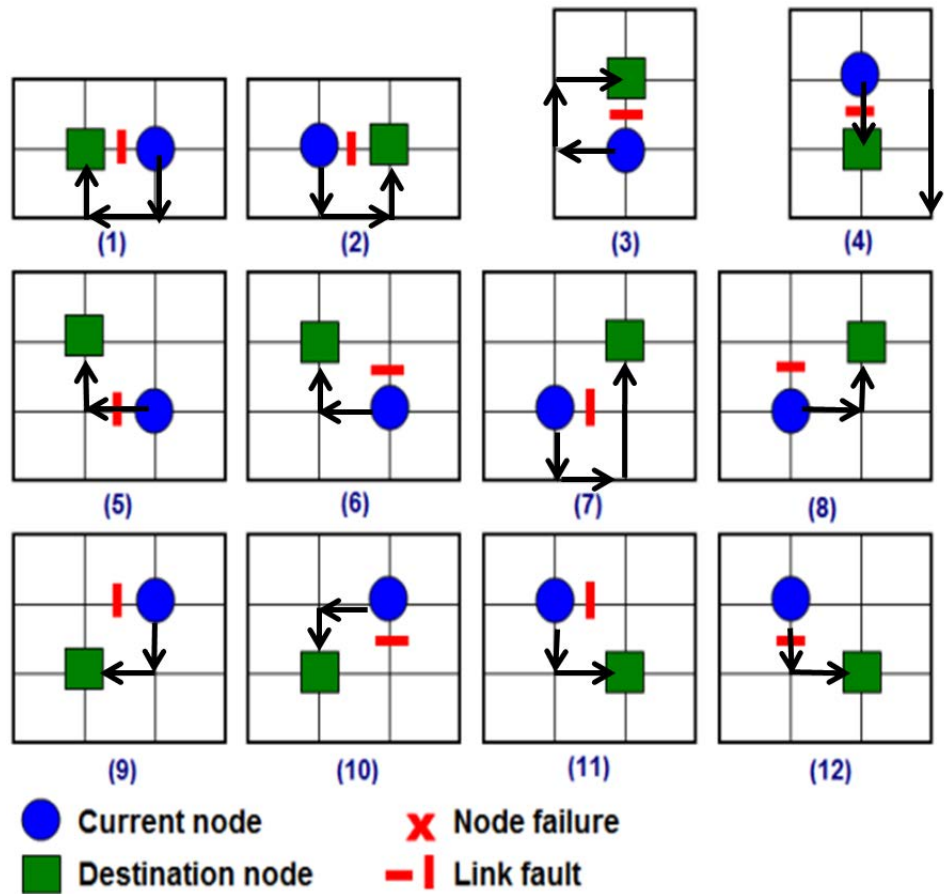 (1) (2) (3) (4)
(5) (6) (7) (8)
(9) (10) (11) (12)
Current node
Node failure
Destination node
Link fault